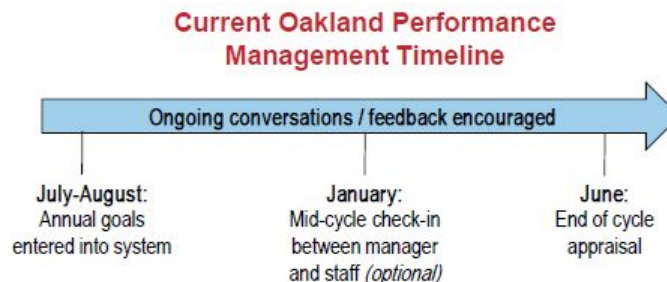 Current Oakland Performance
Management Timeline
Ongoing conversations / feedback encouraged
July-August:
Annual goals
entered into system
January:
Mid-cycle check-in
between manager
and staff (optional)
June:
End of cycle
appraisal